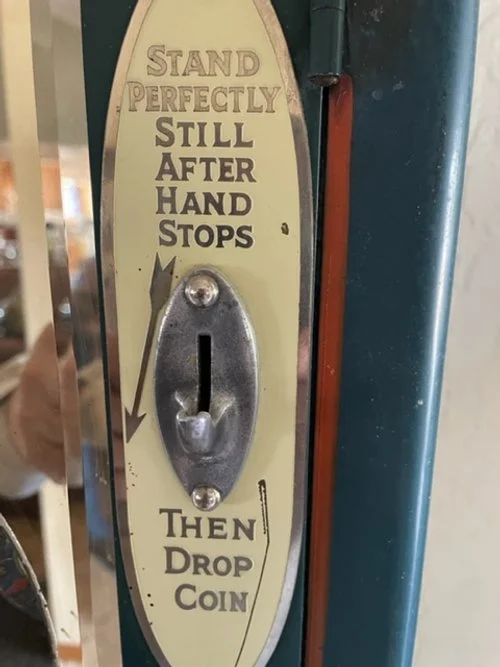 STAND
PERFECTLY
STILL
AFTER
HAND
STOPS
THEN
DROP
COIN